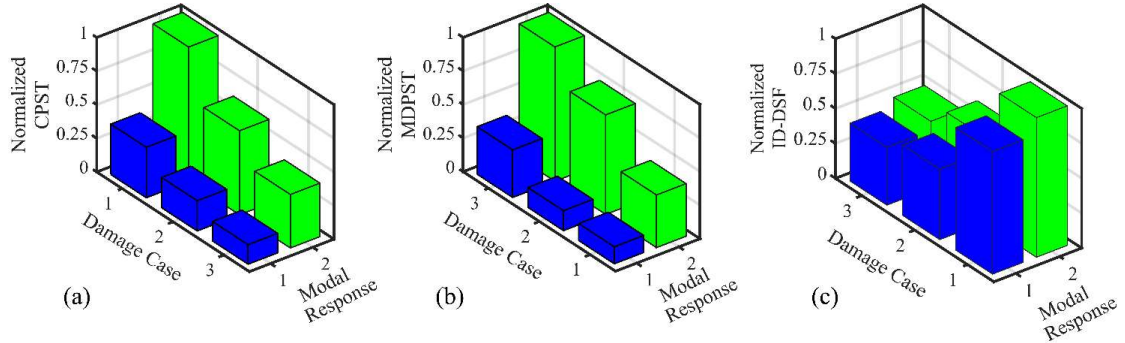 Normalized
CPST
1
0.75
0.5
0.25
0
1
2
3
Damage Case
1
2
Modal
Response
(a)
Normalized
MDPST
1
0.75
0.5
0.25
0
3
2
1
Damage Case
1
2
Modal
Response
(b)
Normalized
ID-DSF
1
0.75
0.5
0.25
0
3
2
1
Damage Case
1
2
Modal
Response
(c)